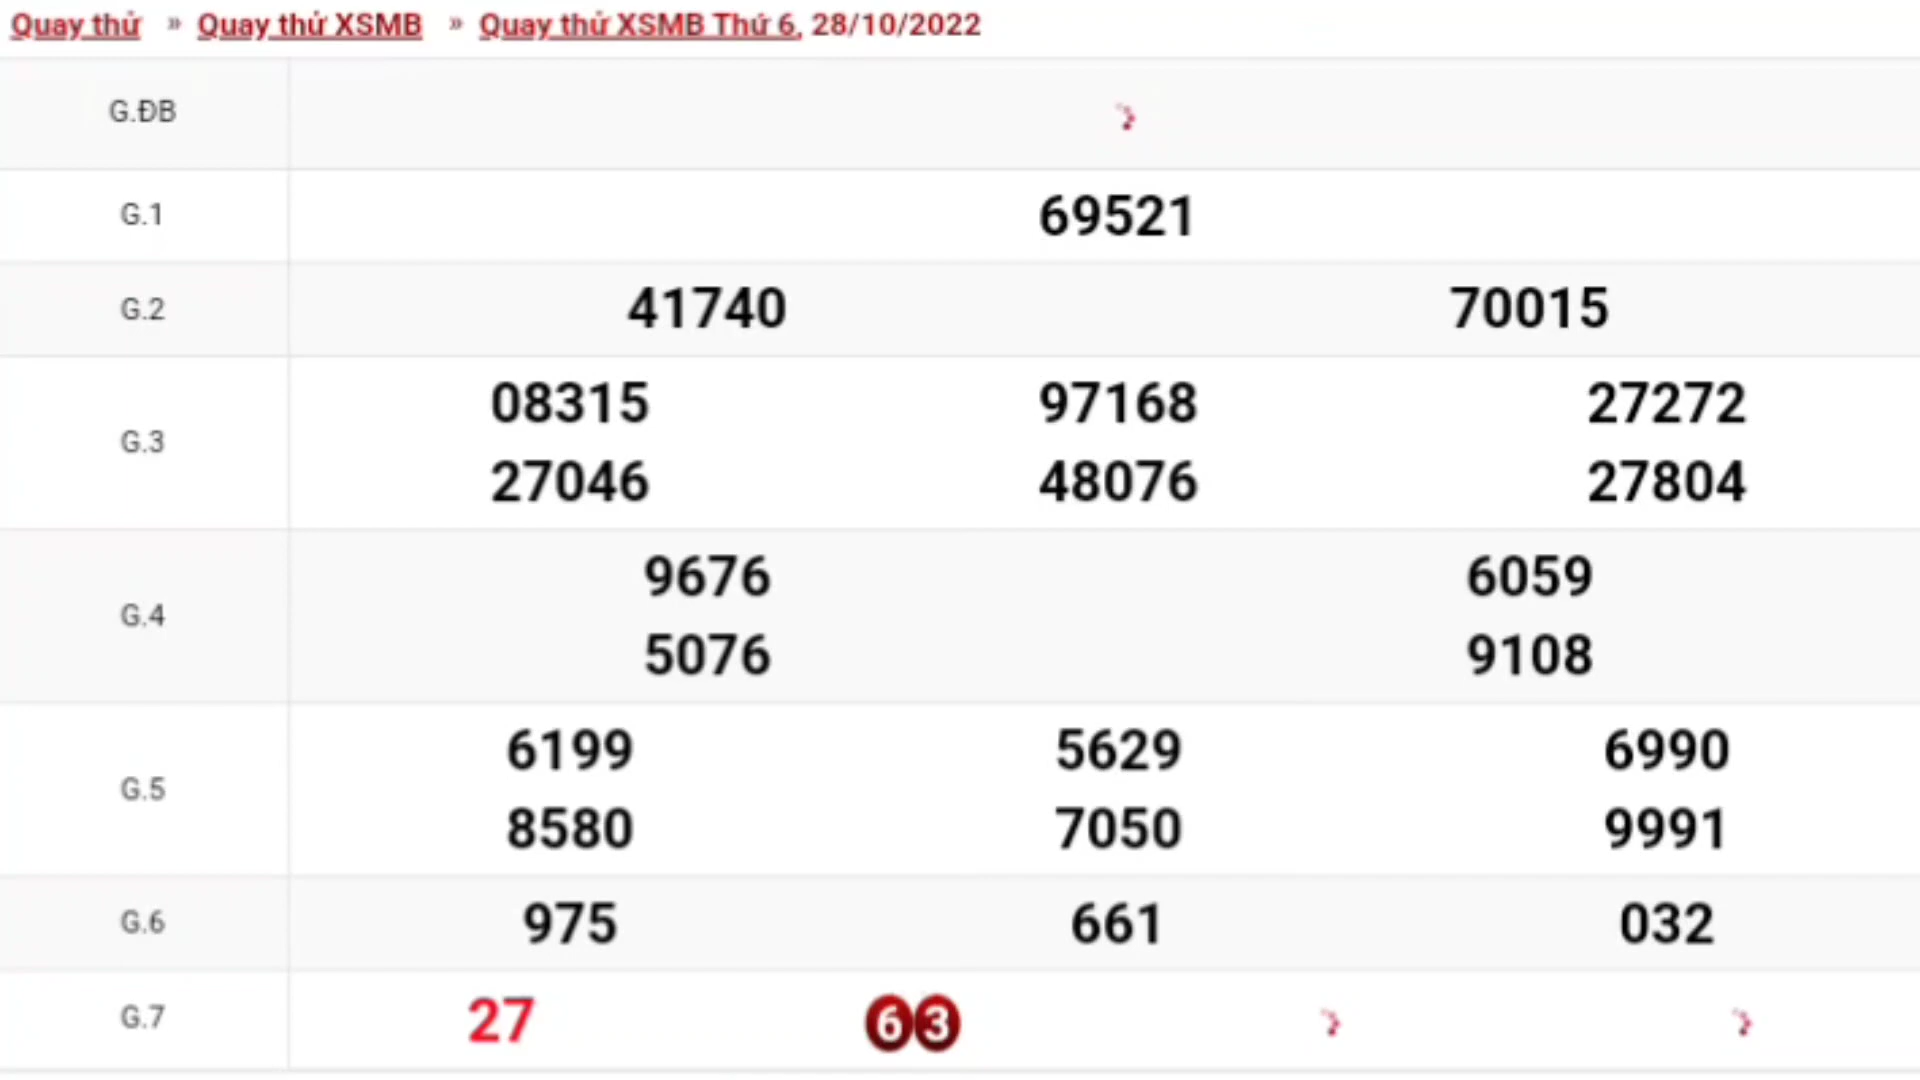 Quay thử » Quay thử XSMB » Quay thử XSMB Thứ 6, 28/10/2022
G.ĐB
G.1 69521
G.2 41740 70015
G.3 08315 97168 27272
27046 48076 27804
G.4 9676 6059
5076 9108
G.5 6199 5629 6990
8580 7050 9991
G.6 975 661 032
G.7 27 63